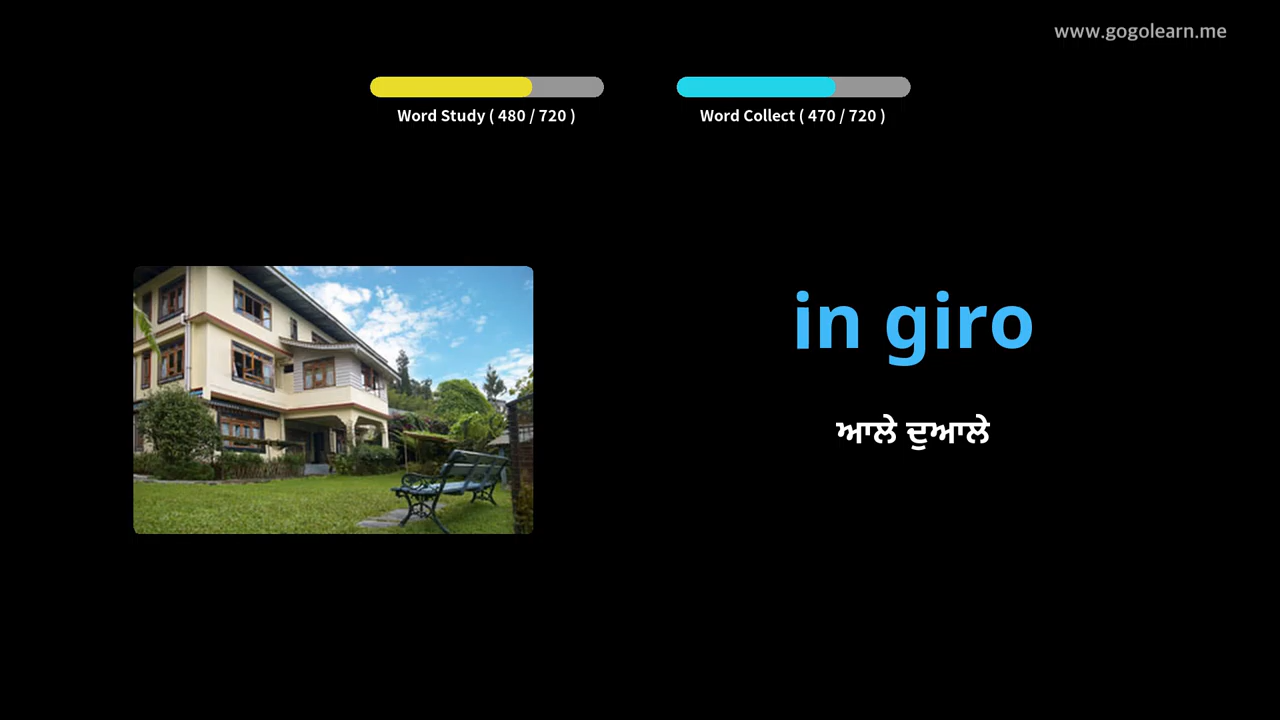 www.gogolearn.me
Word Study ( 480 / 720 )
Word Collect ( 470 / 720 )
in giro
ਆਲੇ ਦੁਆਲੇ